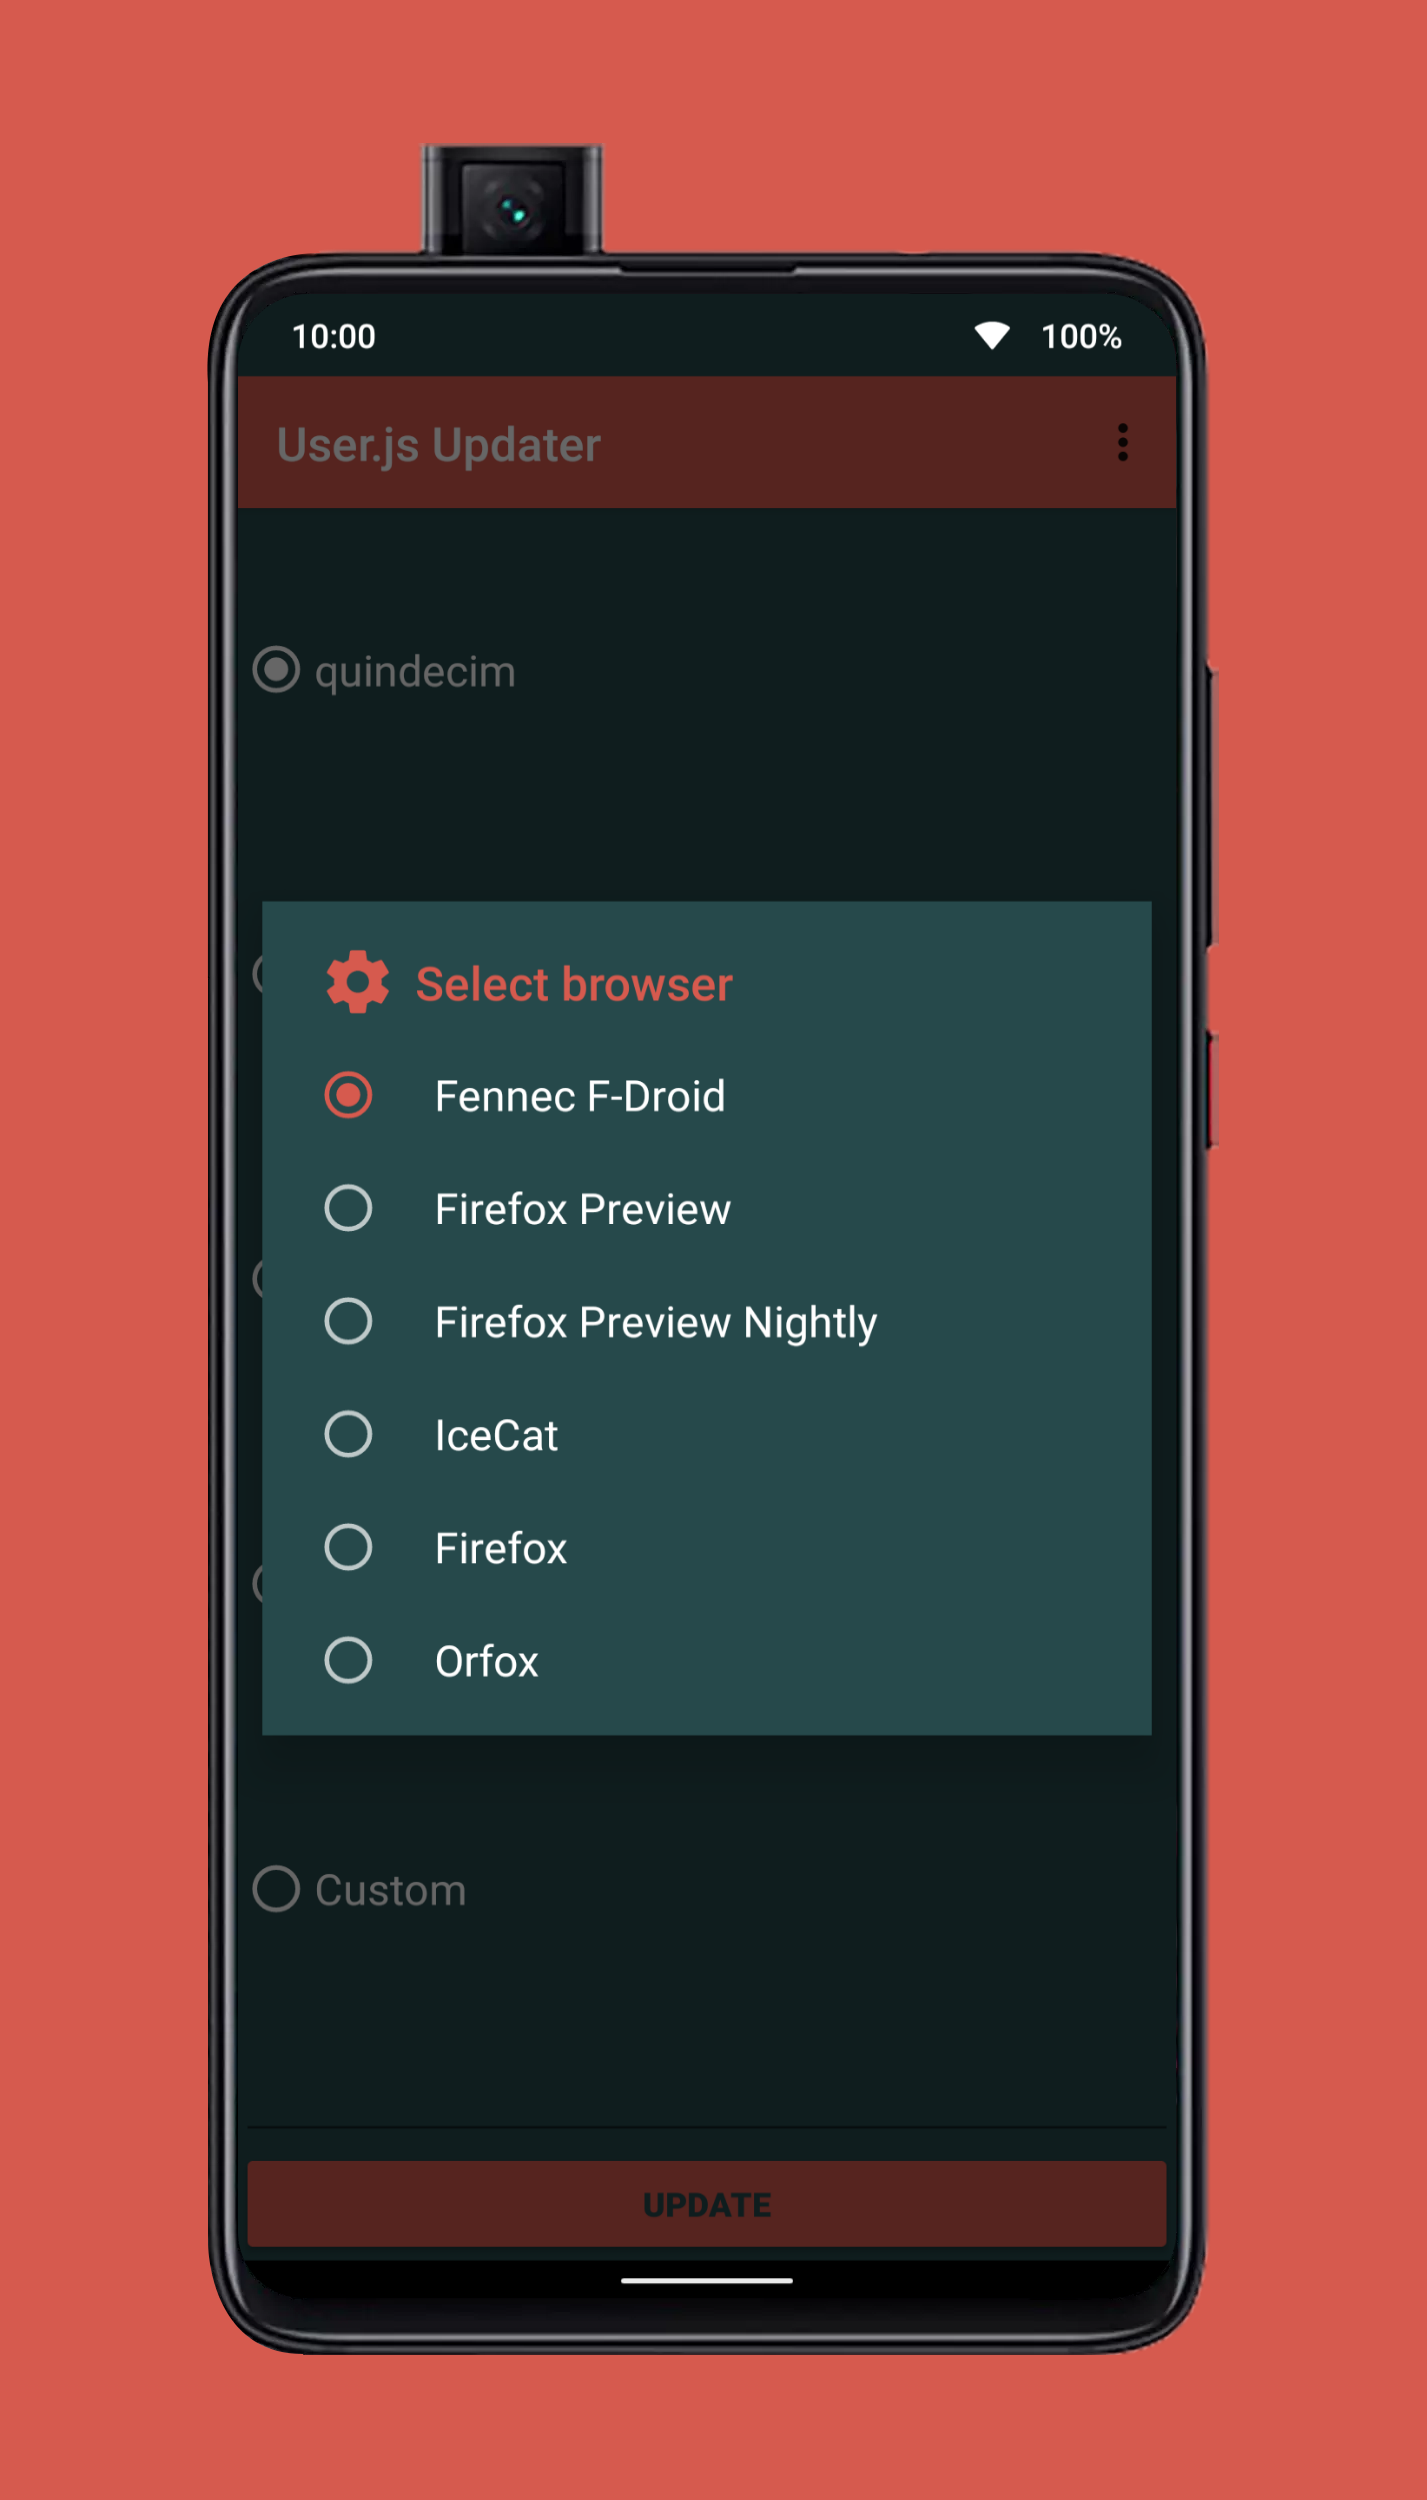 10:00 100%
User.js Updater
quindecim
Select browser
Fennec F-Droid
Firefox Preview
Firefox Preview Nightly
IceCat
Firefox
Orfox
Custom
UPDATE